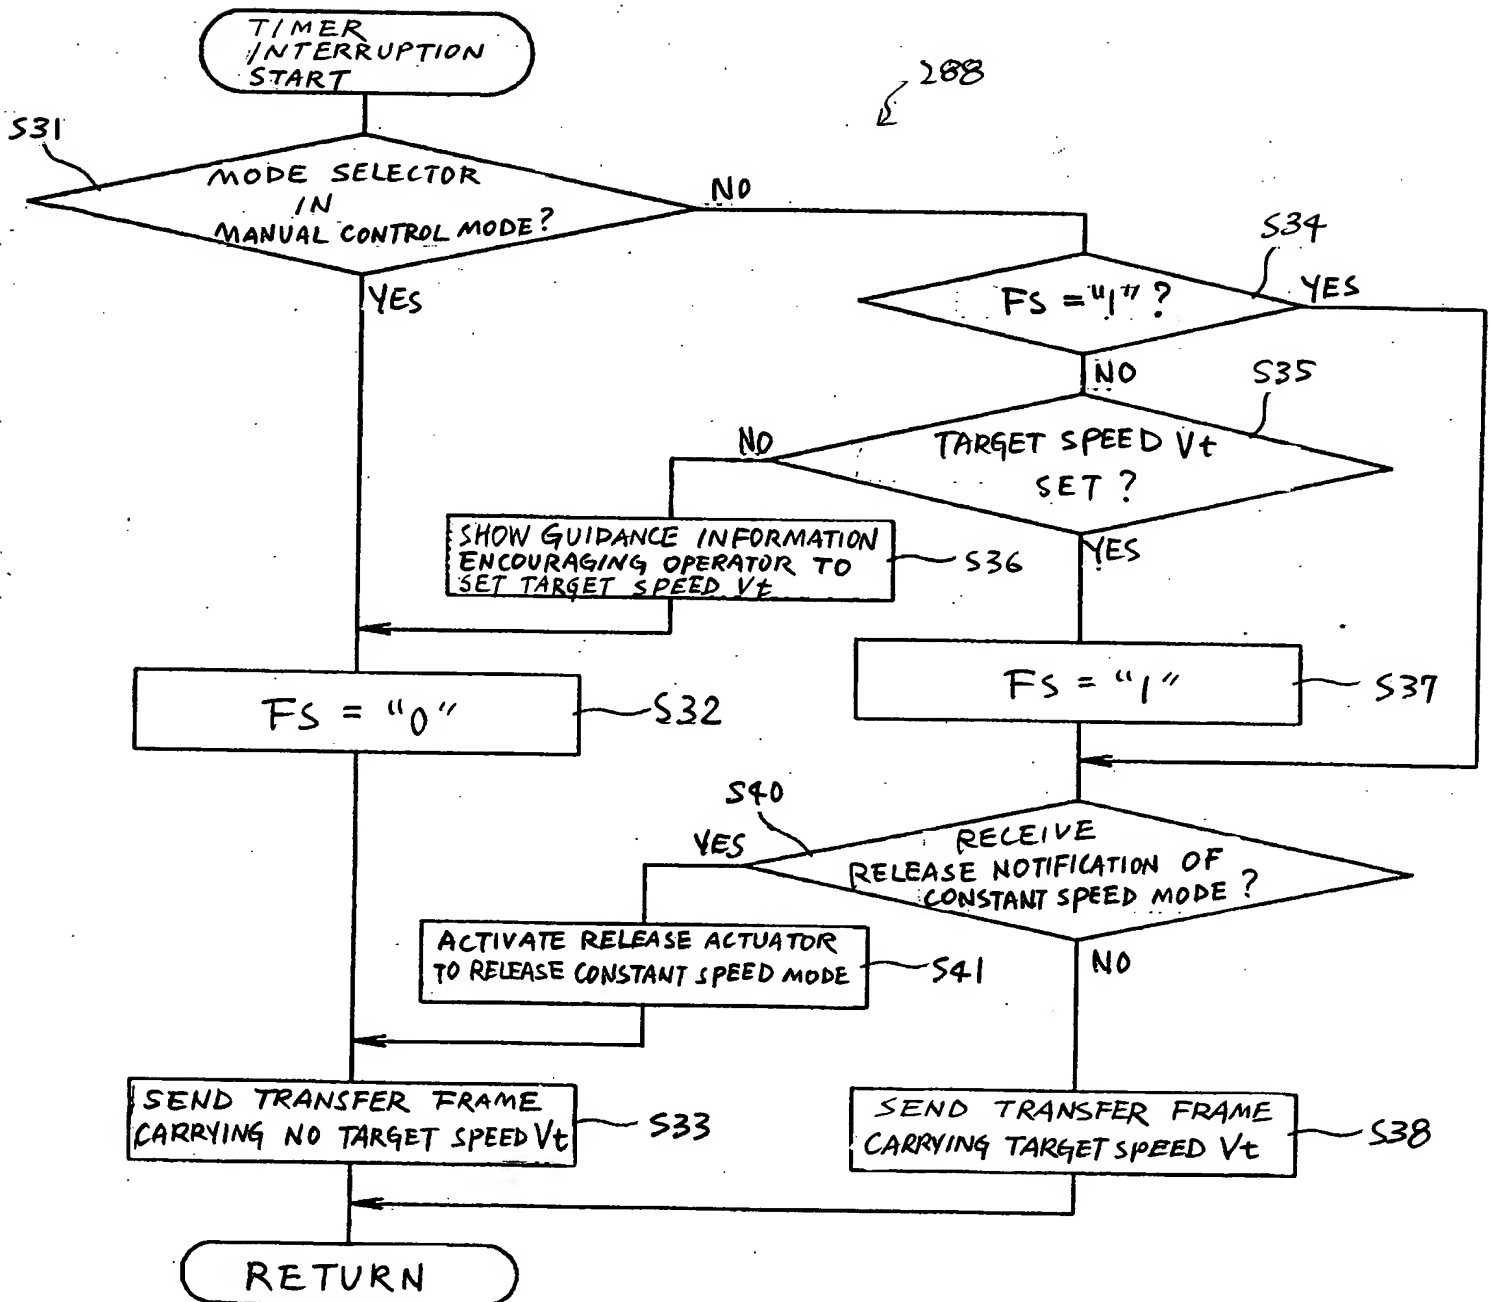 TIMER
INTERRUPTION
START
288
S31
MODE SELECTOR
IN
MANUAL CONTROL MODE?
NO
YES
S34
FS = "1" ?
YES
NO
S35
TARGET SPEED Vt
SET ?
NO
YES
SHOW GUIDANCE INFORMATION
ENCOURAGING OPERATOR TO
SET TARGET SPEED Vt
S36
FS = "0"
S32
FS = "1"
S37
S40
RECEIVE
RELEASE NOTIFICATION OF
CONSTANT SPEED MODE ?
YES
NO
ACTIVATE RELEASE ACTUATOR
TO RELEASE CONSTANT SPEED MODE
S41
SEND TRANSFER FRAME
CARRYING NO TARGET SPEED Vt
S33
SEND TRANSFER FRAME
CARRYING TARGET SPEED Vt
S38
RETURN